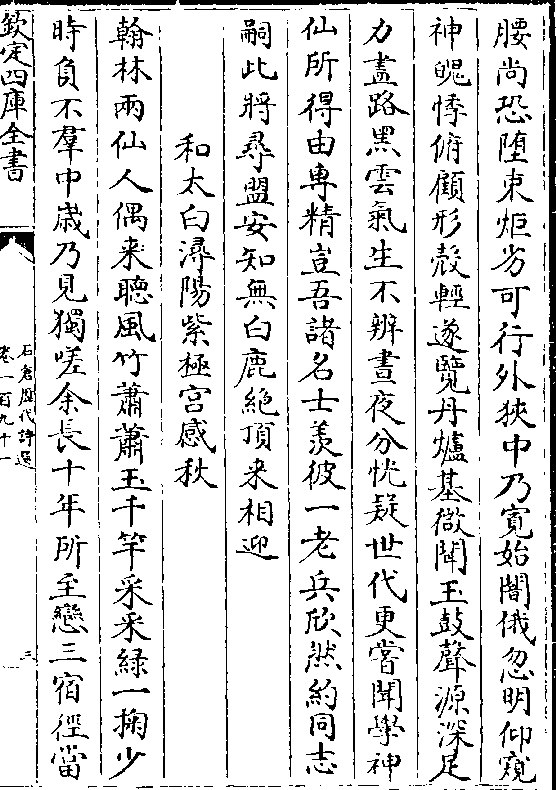 腰尚恐墮束炬劣可行外狹中乃寛始闇俄忽明仰窺
神魄悸俯顧形殼輕遂覽丹爐基微聞玉鼓聲源深足
力盡路黑雲氣生不辨晝夜分恍疑世代更嘗聞學神
仙所得由專精豈吾諸名士羡彼一老兵欣然約同志
嗣此將尋盟安知無白鹿絶頂来相迎
和太白潯陽紫極宫感秋
翰林兩仙人偶来聽風竹蕭蕭玉千竿采采緑一掬少
時負不羣中歳乃見獨嗟余長十年所至戀三宿徑當
欽定四庫全書
石倉歴代詩選
卷一百九十一
三